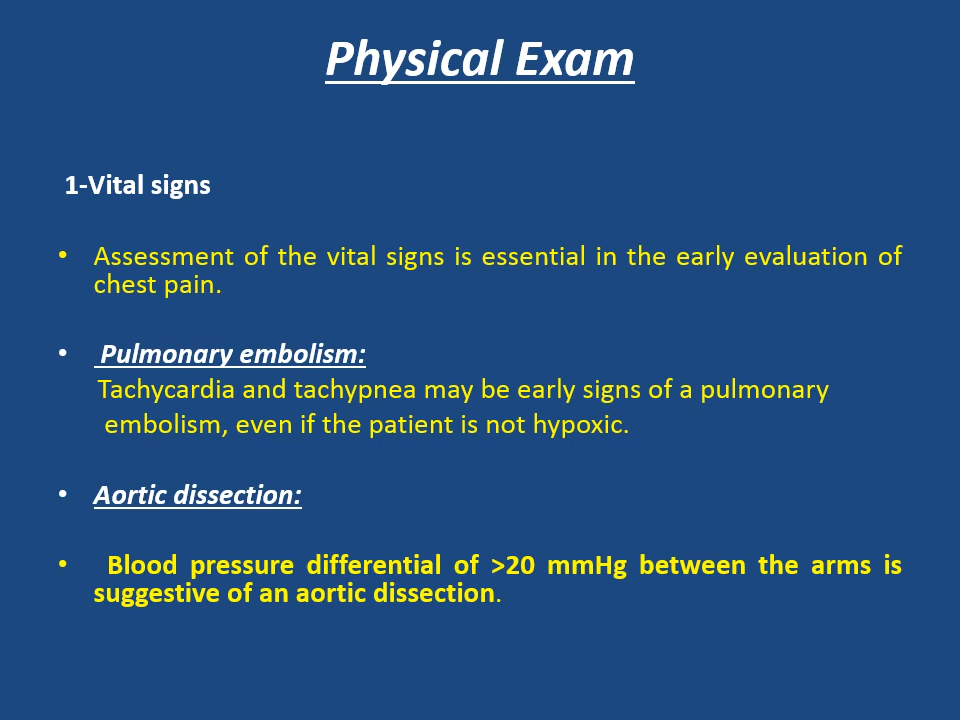 Physical Exam
1-Vital signs
• Assessment of the vital signs is essential in the early evaluation of
chest pain.
• Pulmonary embolism:
Tachycardia and tachypnea may be early signs of a pulmonary
embolism, even if the patient is not hypoxic.
• Aortic dissection:
• Blood pressure differential of >20 mmHg between the arms is
suggestive of an aortic dissection.